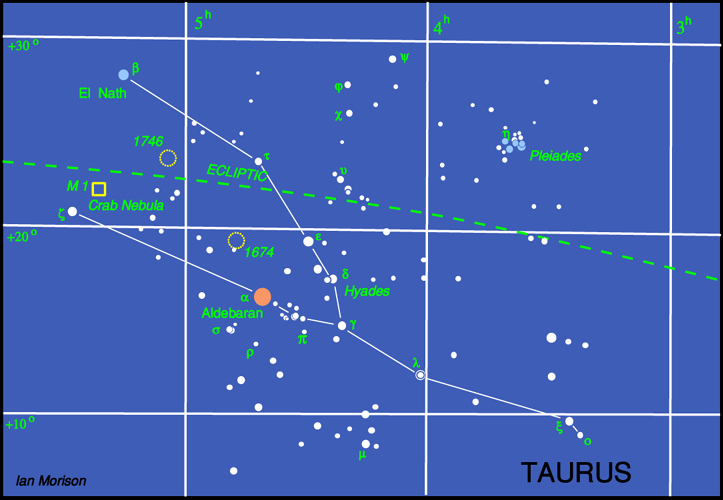 5h
4h
3h
+30°
ψ
β
El Nath
φ
χ
1746
τ
η
Pleiades
ECLIPTIC
υ
M 1
Crab Nebula
ζ
+20°
1674
ε
δ
Hyades
α
Aldebaran
σ
π
γ
ρ
λ
+10°
ξ
ο
μ
Ian Morison
TAURUS